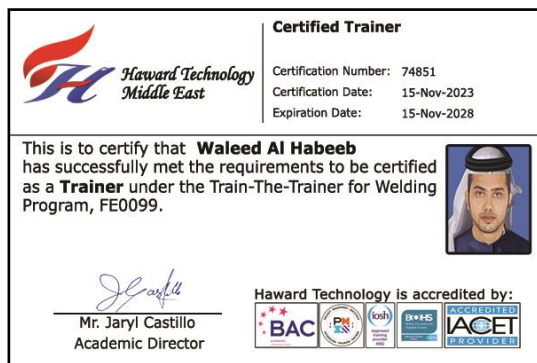 Certified Trainer
Haward Technology
Middle East
Certification Number: 74851
Certification Date: 15-Nov-2023
Expiration Date: 15-Nov-2028
This is to certify that Waleed Al Habeeb
has successfully met the requirements to be certified
as a Trainer under the Train-The-Trainer for Welding
Program, FE0099.
Mr. Jaryl Castillo
Academic Director
Haward Technology is accredited by:
BAC
PM
iosh
BOHS
ACCREDITED
IACET
PROVIDER